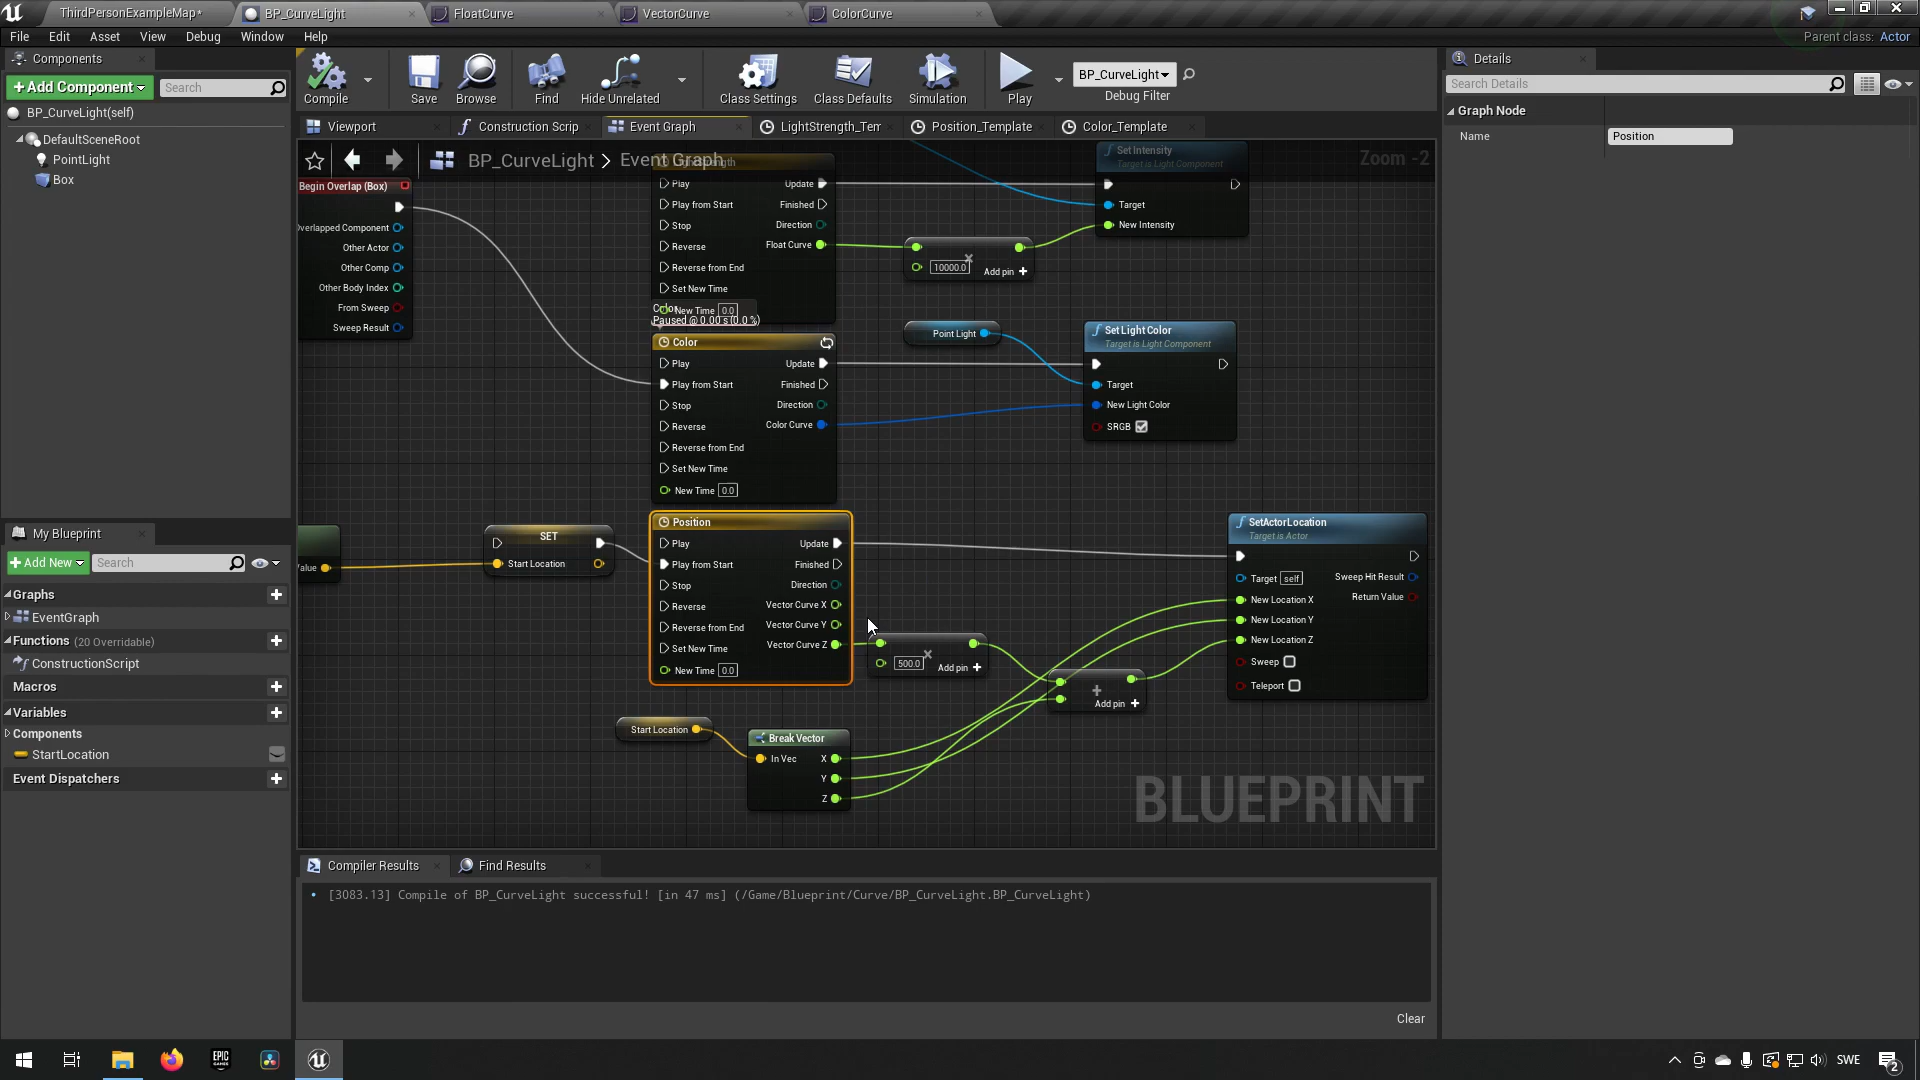 ThirdPersonExampleMap*
BP_CurveLight
FloatCurve
VectorCurve
ColorCurve
File Edit Asset View Debug Window Help
Parent class: Actor
Components
Add Component
Search
BP_CurveLight(self)
DefaultSceneRoot
PointLight
Box
Compile
Save
Browse
Find
Hide Unrelated
Class Settings
Class Defaults
Simulation
Play
BP_CurveLight
Debug Filter
Viewport
Construction Scrip
Event Graph
LightStrength_Tem
Position_Template
Color_Template
BP_CurveLight > Event Graph
Zoom -2
Begin Overlap (Box)
Overlapped Component
Other Actor
Other Comp
Other Body Index
From Sweep
Sweep Result
Play Update
Play from Start Finished
Stop Direction
Reverse Float Curve
Reverse from End
Set New Time
New Time 0.0
10000.0
Add pin +
Set Intensity
Target is Light Component
Target
New Intensity
Color
Paused @ 0.00 s (0.0 %)
Color
Play Update
Play from Start Finished
Stop Direction
Reverse Color Curve
Reverse from End
Set New Time
New Time 0.0
Point Light
Set Light Color
Target is Light Component
Target
New Light Color
SRGB
alue
SET
Start Location
Position
Play Update
Play from Start Finished
Stop Direction
Reverse Vector Curve X
Reverse from End Vector Curve Y
Set New Time Vector Curve Z
New Time 0.0
500.0
Add pin +
Add pin +
SetActorLocation
Target is Actor
Target self Sweep Hit Result
New Location X Return Value
New Location Y
New Location Z
Sweep
Teleport
Start Location
Break Vector
In Vec X
Y
Z
BLUEPRINT
My Blueprint
Add New
Search
Graphs
EventGraph
Functions (20 Overridable)
ConstructionScript
Macros
Variables
Components
StartLocation
Event Dispatchers
Compiler Results
Find Results
[3083.13] Compile of BP_CurveLight successful! [in 47 ms] (/Game/Blueprint/Curve/BP_CurveLight.BP_CurveLight)
Clear
Details
Search Details
Graph Node
Name Position
EPIC GAMES
SWE
2